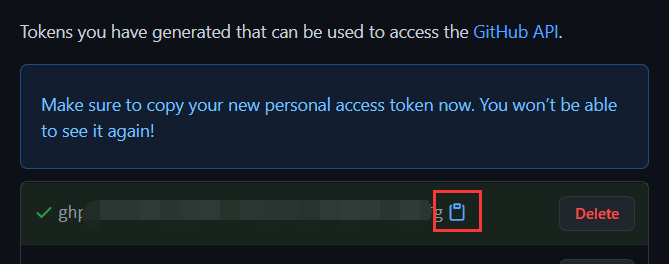 Tokens you have generated that can be used to access the GitHub API.
Make sure to copy your new personal access token now. You won’t be able
to see it again!
ghp
Delete